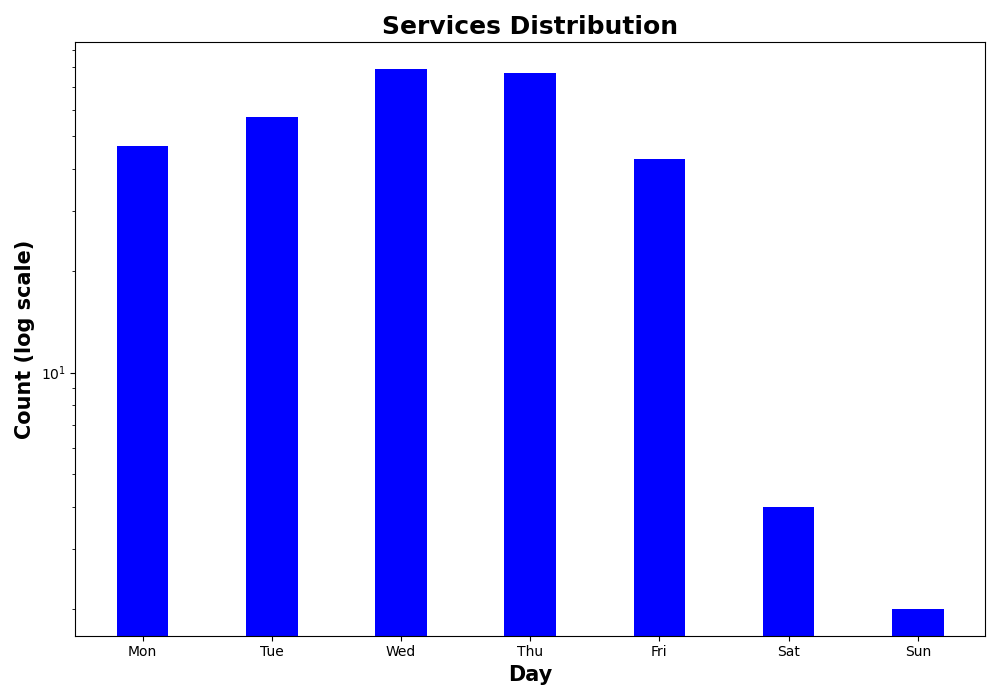 Services Distribution
Count (log scale)
10¹
Mon Tue Wed Thu Fri Sat Sun
Day